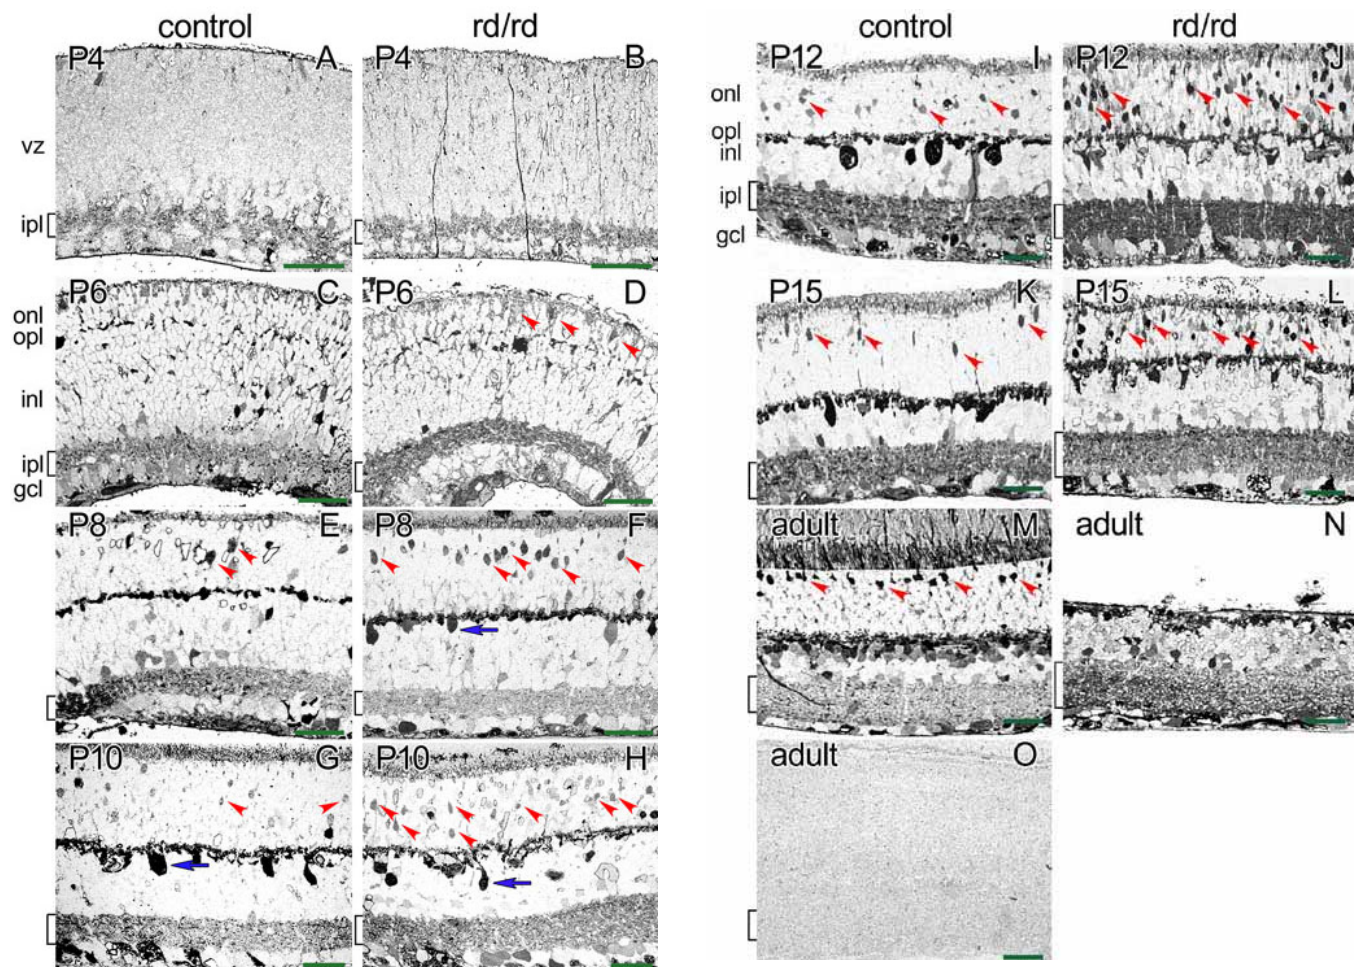 control rd/rd
P4 A P4 B
vz
ipl
P6 C P6 D
onl
opl
inl
ipl
gcl
P8 E P8 F
P10 G P10 H
control rd/rd
P12 I P12 J
onl
opl
inl
ipl
gcl
P15 K P15 L
adult M adult N
adult O